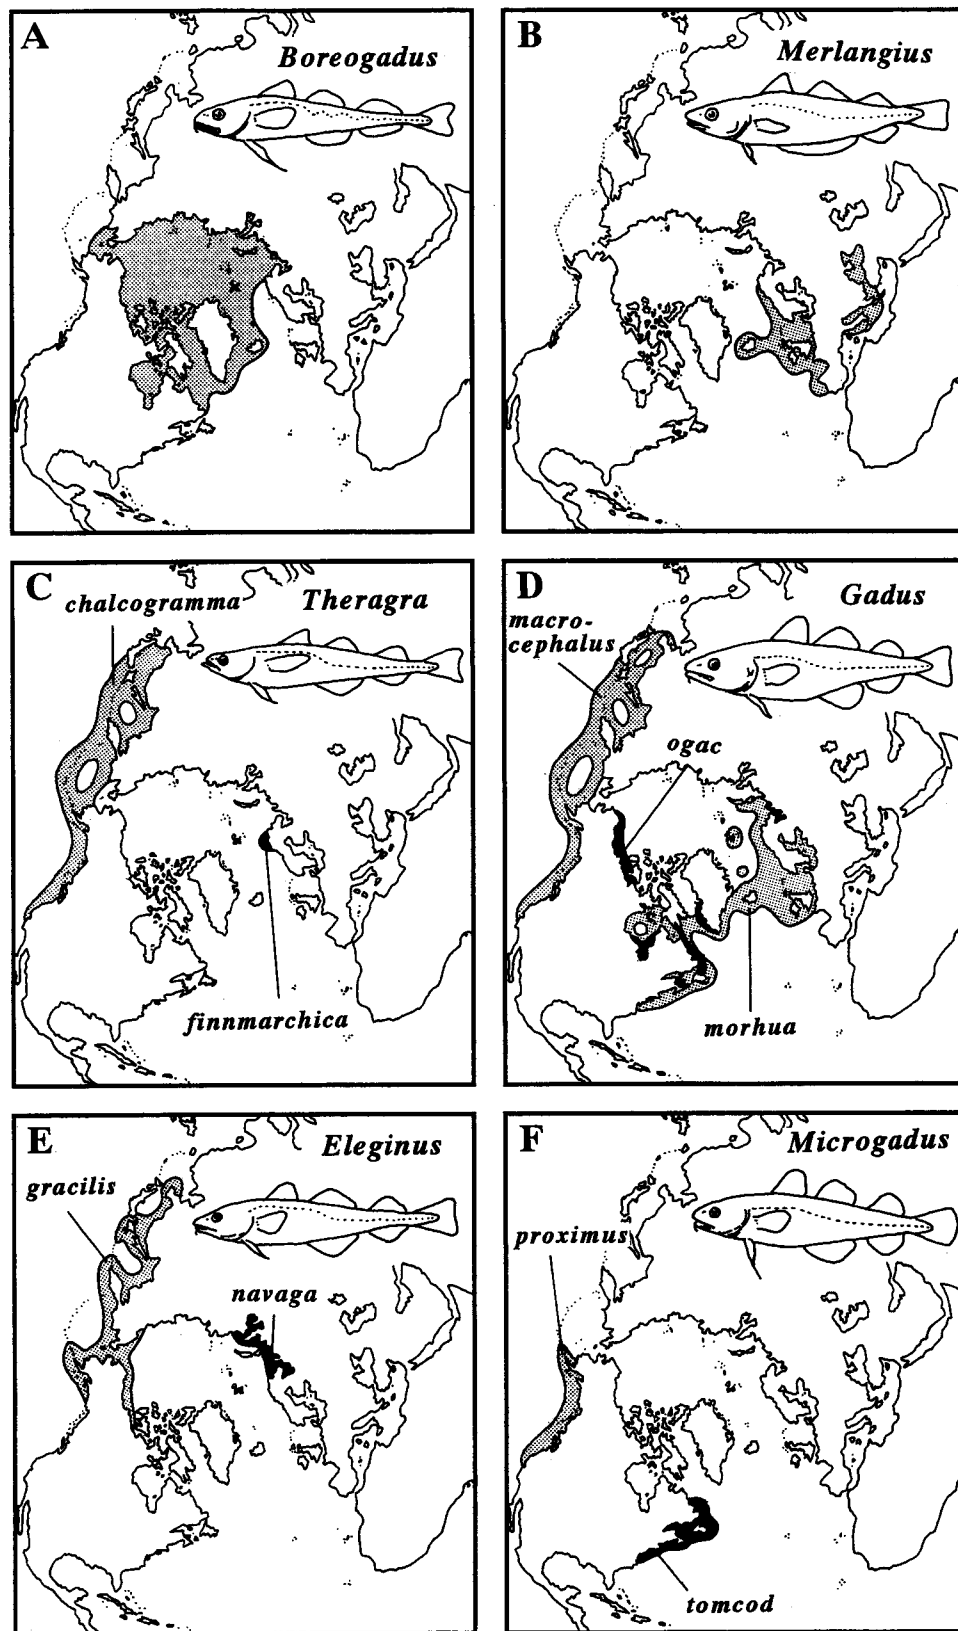 A
Boreogadus
B
Merlangius
C
chalcogramma
Theragra
finnmarchica
D
Gadus
macro-
cephalus
ogac
morhua
E
Eleginus
gracilis
navaga
F
Microgadus
proximus
tomcod